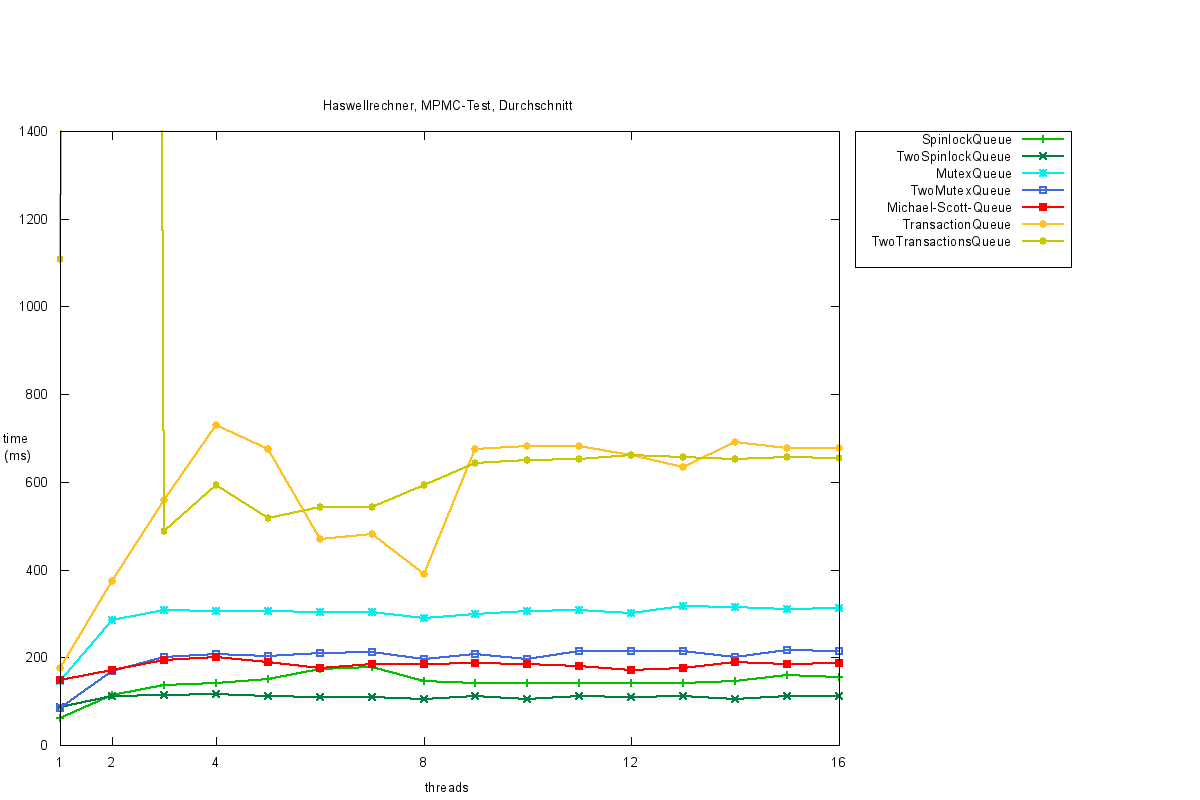 Haswellrechner, MPMC-Test, Durchschnitt
1400
1200
1000
800
600
400
200
0
time
(ms)
1 2 4 8 12 16
threads
SpinlockQueue
TwoSpinlockQueue
MutexQueue
TwoMutexQueue
Michael-Scott-Queue
TransactionQueue
TwoTransactionsQueue